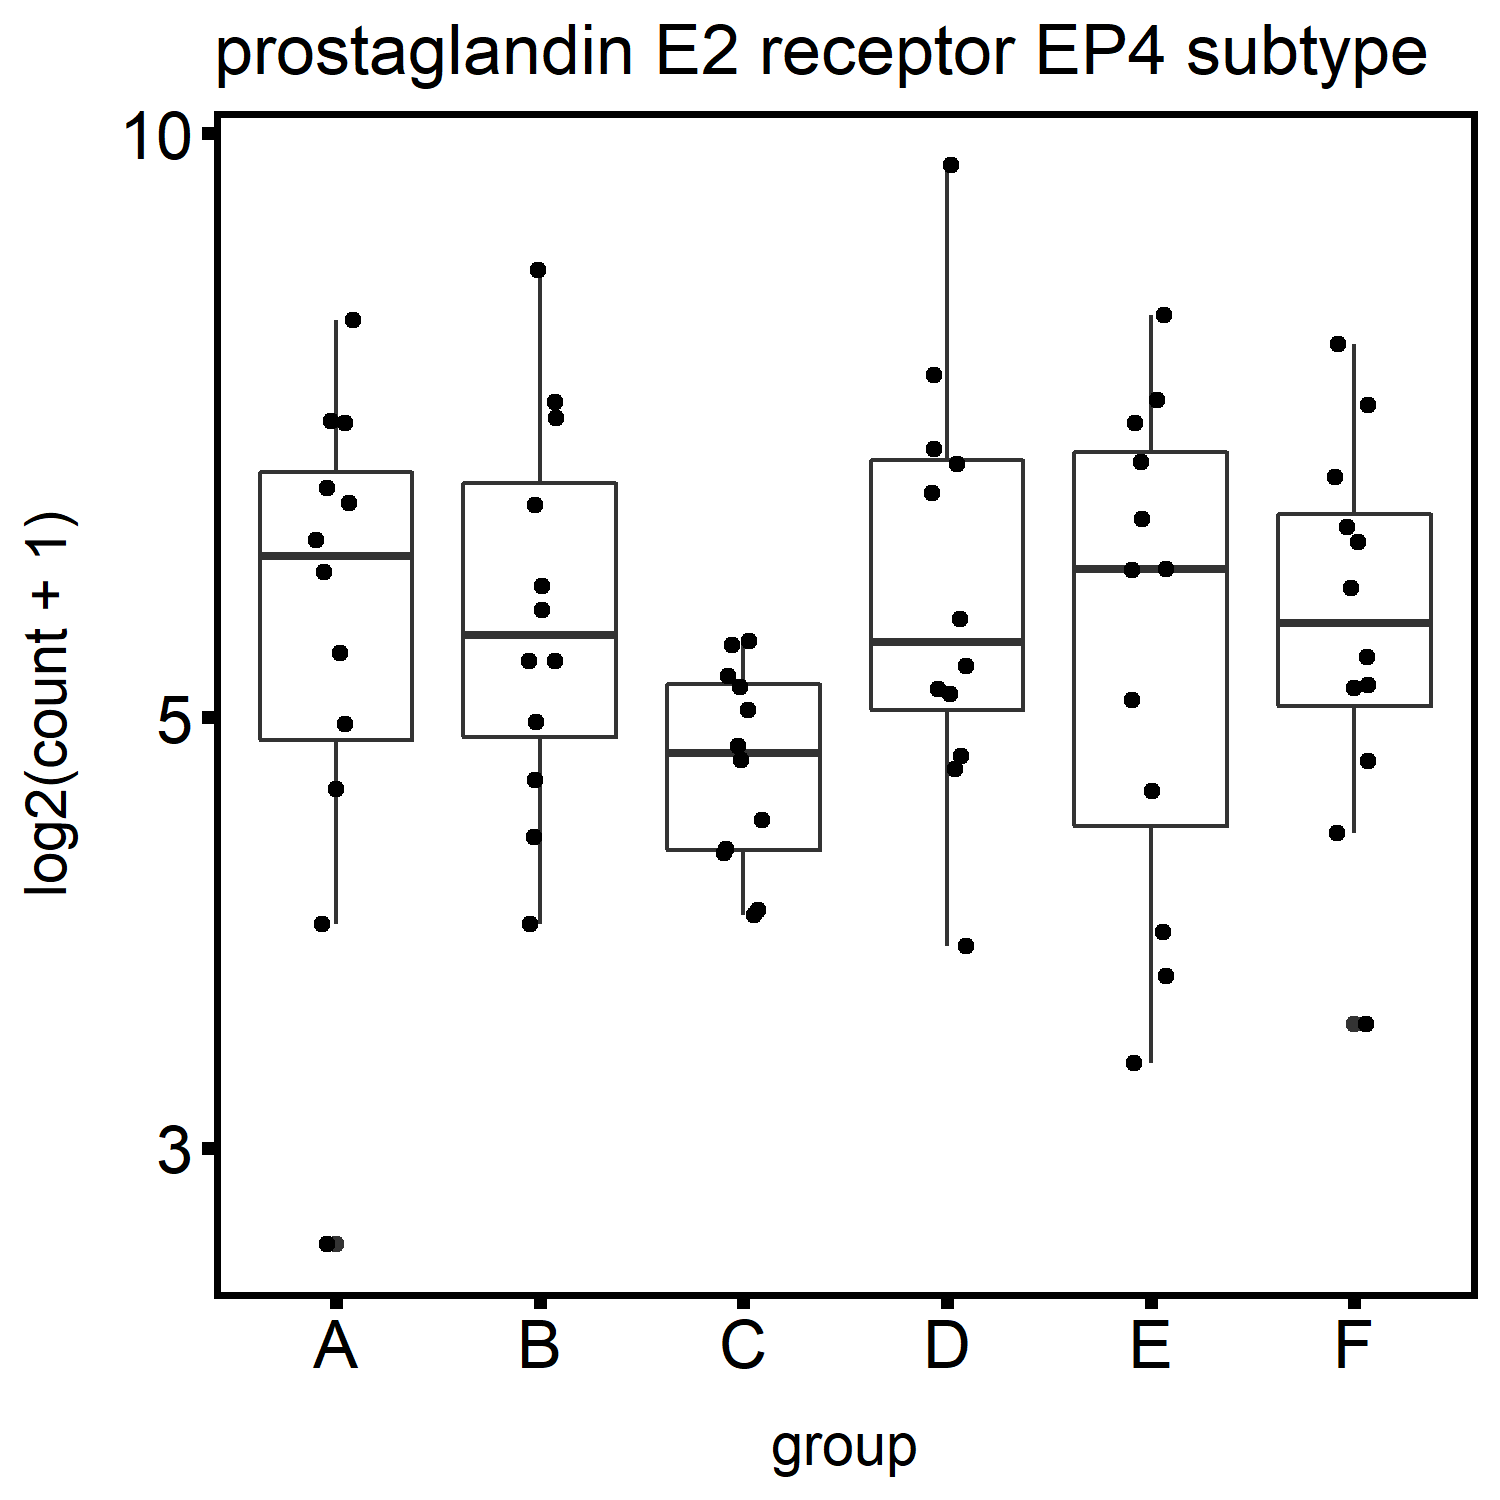 prostaglandin E2 receptor EP4 subtype
10
5
3
log2(count + 1)
A B C D E F
group